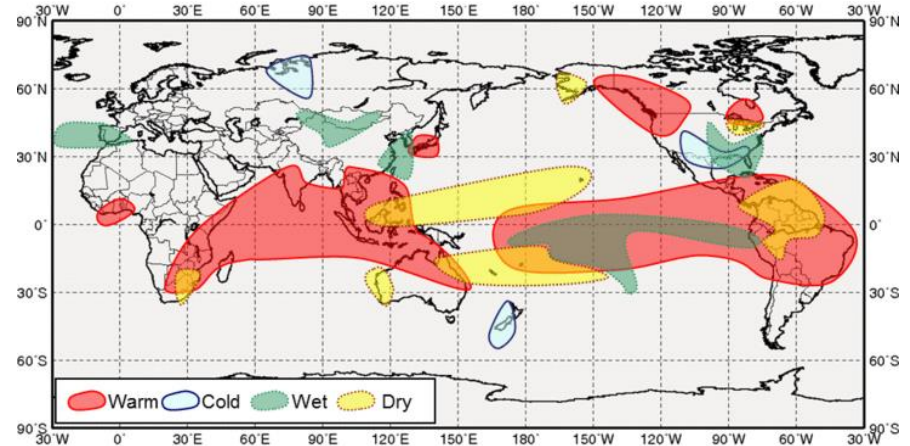 30°W 0° 30°E 60°E 90°E 120°E 150°E 180° 150°W 120°W 90°W 60°W 30°W
90°N 90°N
60°N 60°N
30°N 30°N
0° 0°
30°S 30°S
60°S 60°S
Warm Cold Wet Dry
90°S 90°S
30°W 0° 30°E 60°E 90°E 120°E 150°E 180° 150°W 120°W 90°W 60°W 30°W